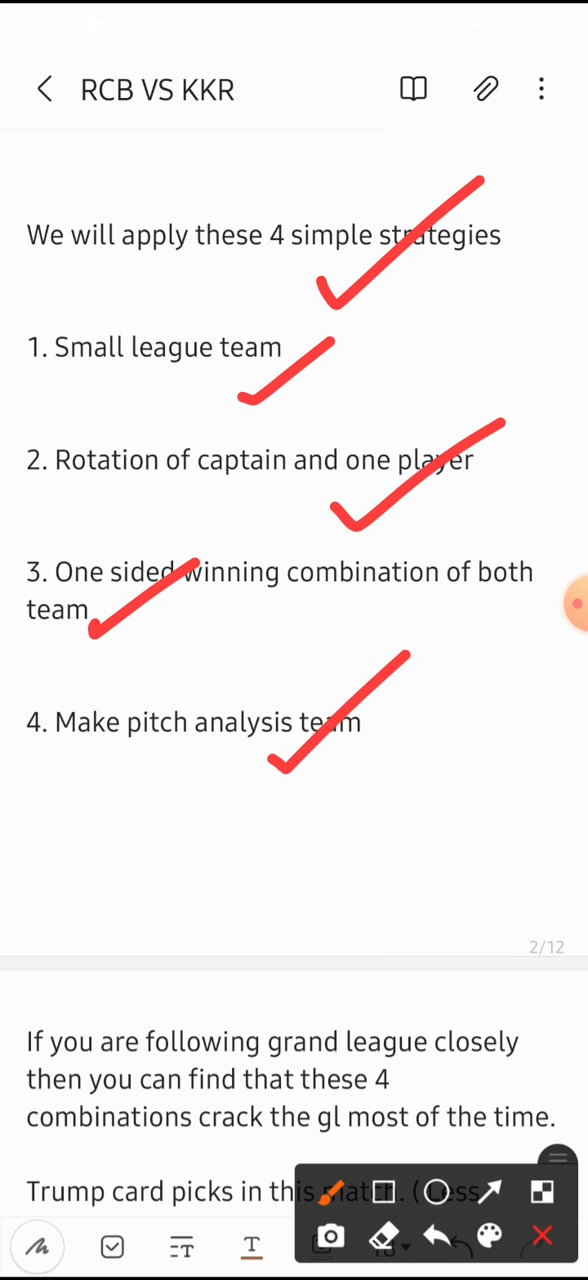 RCB VS KKR
We will apply these 4 simple strategies
1. Small league team
2. Rotation of captain and one player
3. One sided winning combination of both
team
4. Make pitch analysis team
2/12
If you are following grand league closely
then you can find that these 4
combinations crack the gl most of the time.
Trump card picks in this match. ( Less
T
T
18